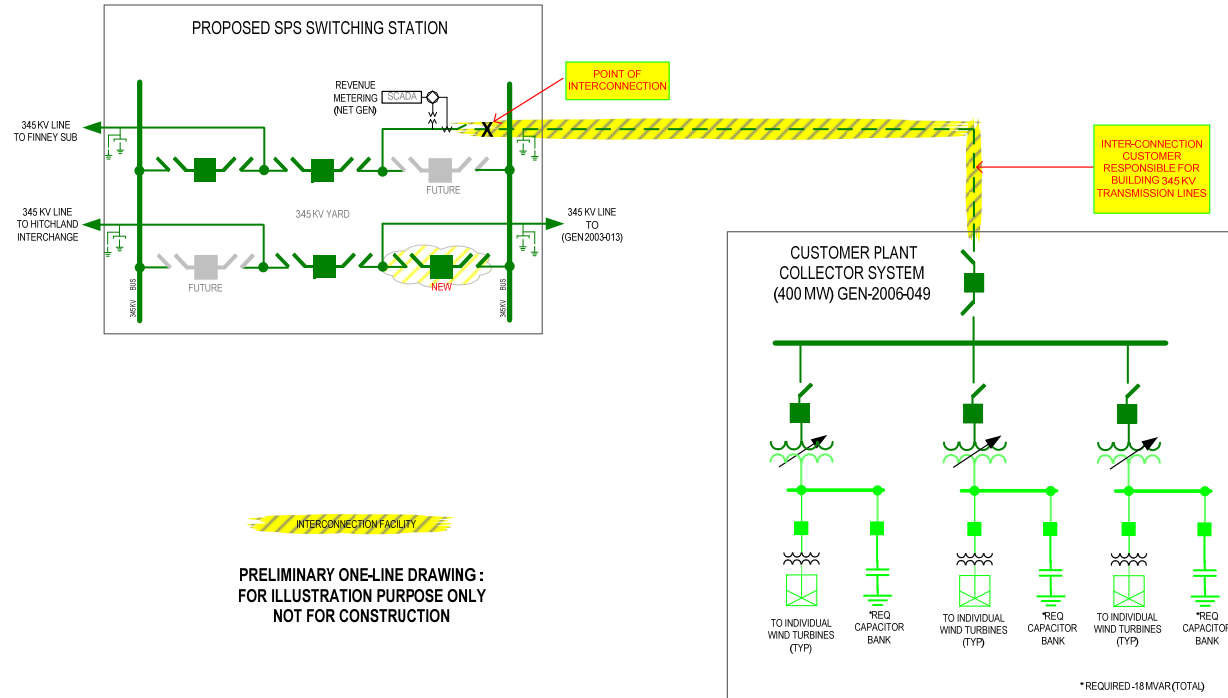 PROPOSED SPS SWITCHING STATION
REVENUE
METERING
(NET GEN)
SCADA
POINT OF
INTERCONNECTION
345 KV LINE
TO FINNEY SUB
FUTURE
INTER-CONNECTION
CUSTOMER
RESPONSIBLE FOR
BUILDING 345 KV
TRANSMISSION LINES
345 KV LINE
TO HITCHLAND
INTERCHANGE
345 KV YARD
345 KV LINE
TO
(GEN 2003-013)
FUTURE
NEW
345KV BUS
345KV BUS
CUSTOMER PLANT
COLLECTOR SYSTEM
(400 MW) GEN-2006-049
INTERCONNECTION FACILITY
PRELIMINARY ONE-LINE DRAWING :
FOR ILLUSTRATION PURPOSE ONLY
NOT FOR CONSTRUCTION
TO INDIVIDUAL
WIND TURBINES
(TYP)
*REQ
CAPACITOR
BANK
TO INDIVIDUAL
WIND TURBINES
(TYP)
*REQ
CAPACITOR
BANK
TO INDIVIDUAL
WIND TURBINES
(TYP)
*REQ
CAPACITOR
BANK
* REQUIRED -18 MVAR (TOTAL)